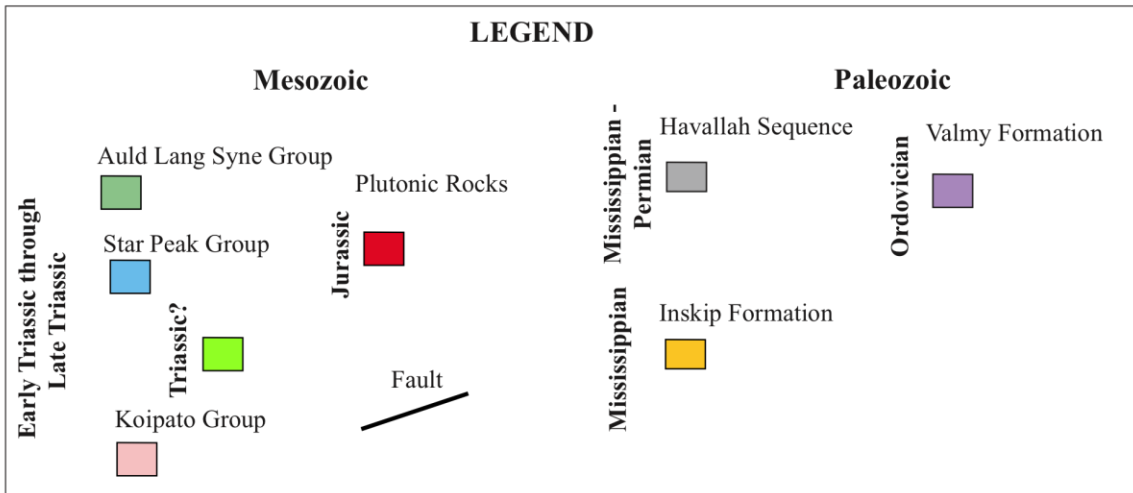 LEGEND
Mesozoic
Auld Lang Syne Group
Plutonic Rocks
Star Peak Group
Jurassic
Early Triassic through
Late Triassic
Triassic?
Fault
Koipato Group
Paleozoic
Mississippian -
Permian
Havallah Sequence
Ordovician
Valmy Formation
Mississippian
Inskip Formation